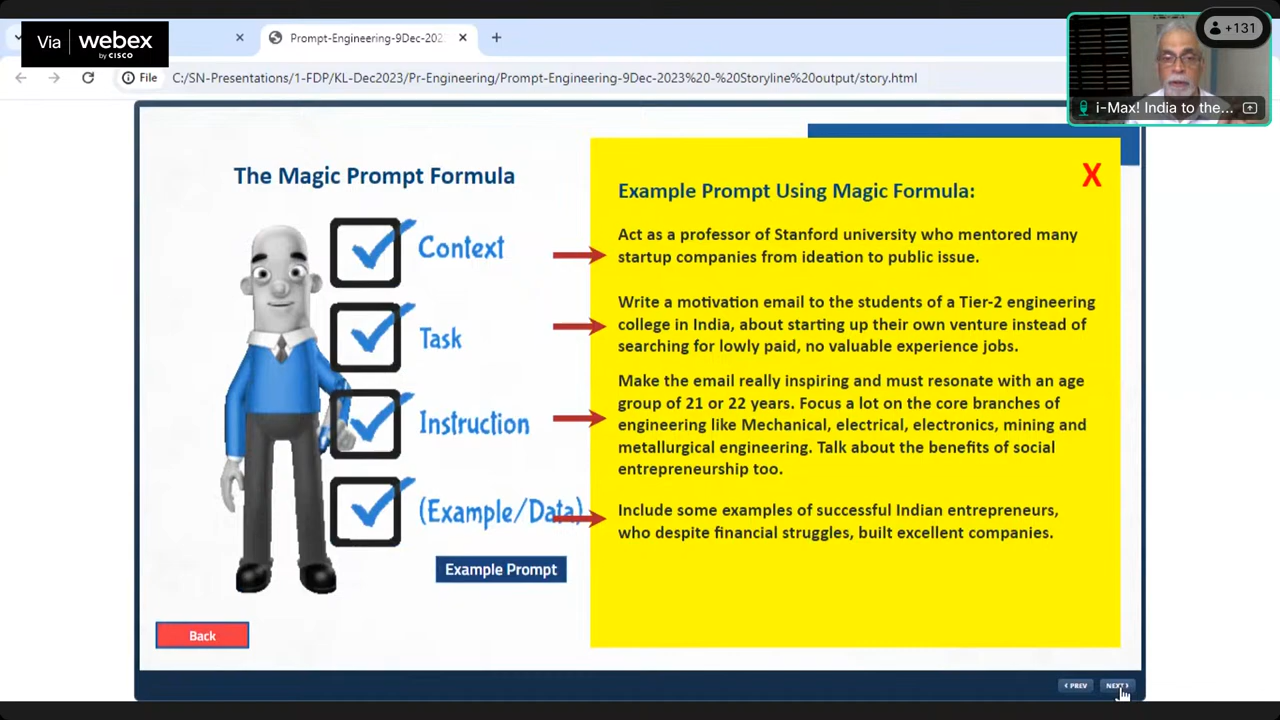 Via webex
by CISCO
Prompt-Engineering-9Dec-202
+131
File
C:/SN-Presentations/1-FDP/KL-Dec2023/Pr-Engineering/Prompt-Engineering-9Dec-2023%20-%20Storyline%20output/story.html
i-Max! India to the...
The Magic Prompt Formula
Context
Task
Instruction
(Example/Data)
Example Prompt
Back
X
Example Prompt Using Magic Formula:
Act as a professor of Stanford university who mentored many
startup companies from ideation to public issue.
Write a motivation email to the students of a Tier-2 engineering
college in India, about starting up their own venture instead of
searching for lowly paid, no valuable experience jobs.
Make the email really inspiring and must resonate with an age
group of 21 or 22 years. Focus a lot on the core branches of
engineering like Mechanical, electrical, electronics, mining and
metallurgical engineering. Talk about the benefits of social
entrepreneurship too.
Include some examples of successful Indian entrepreneurs,
who despite financial struggles, built excellent companies.
PREV
NEXT